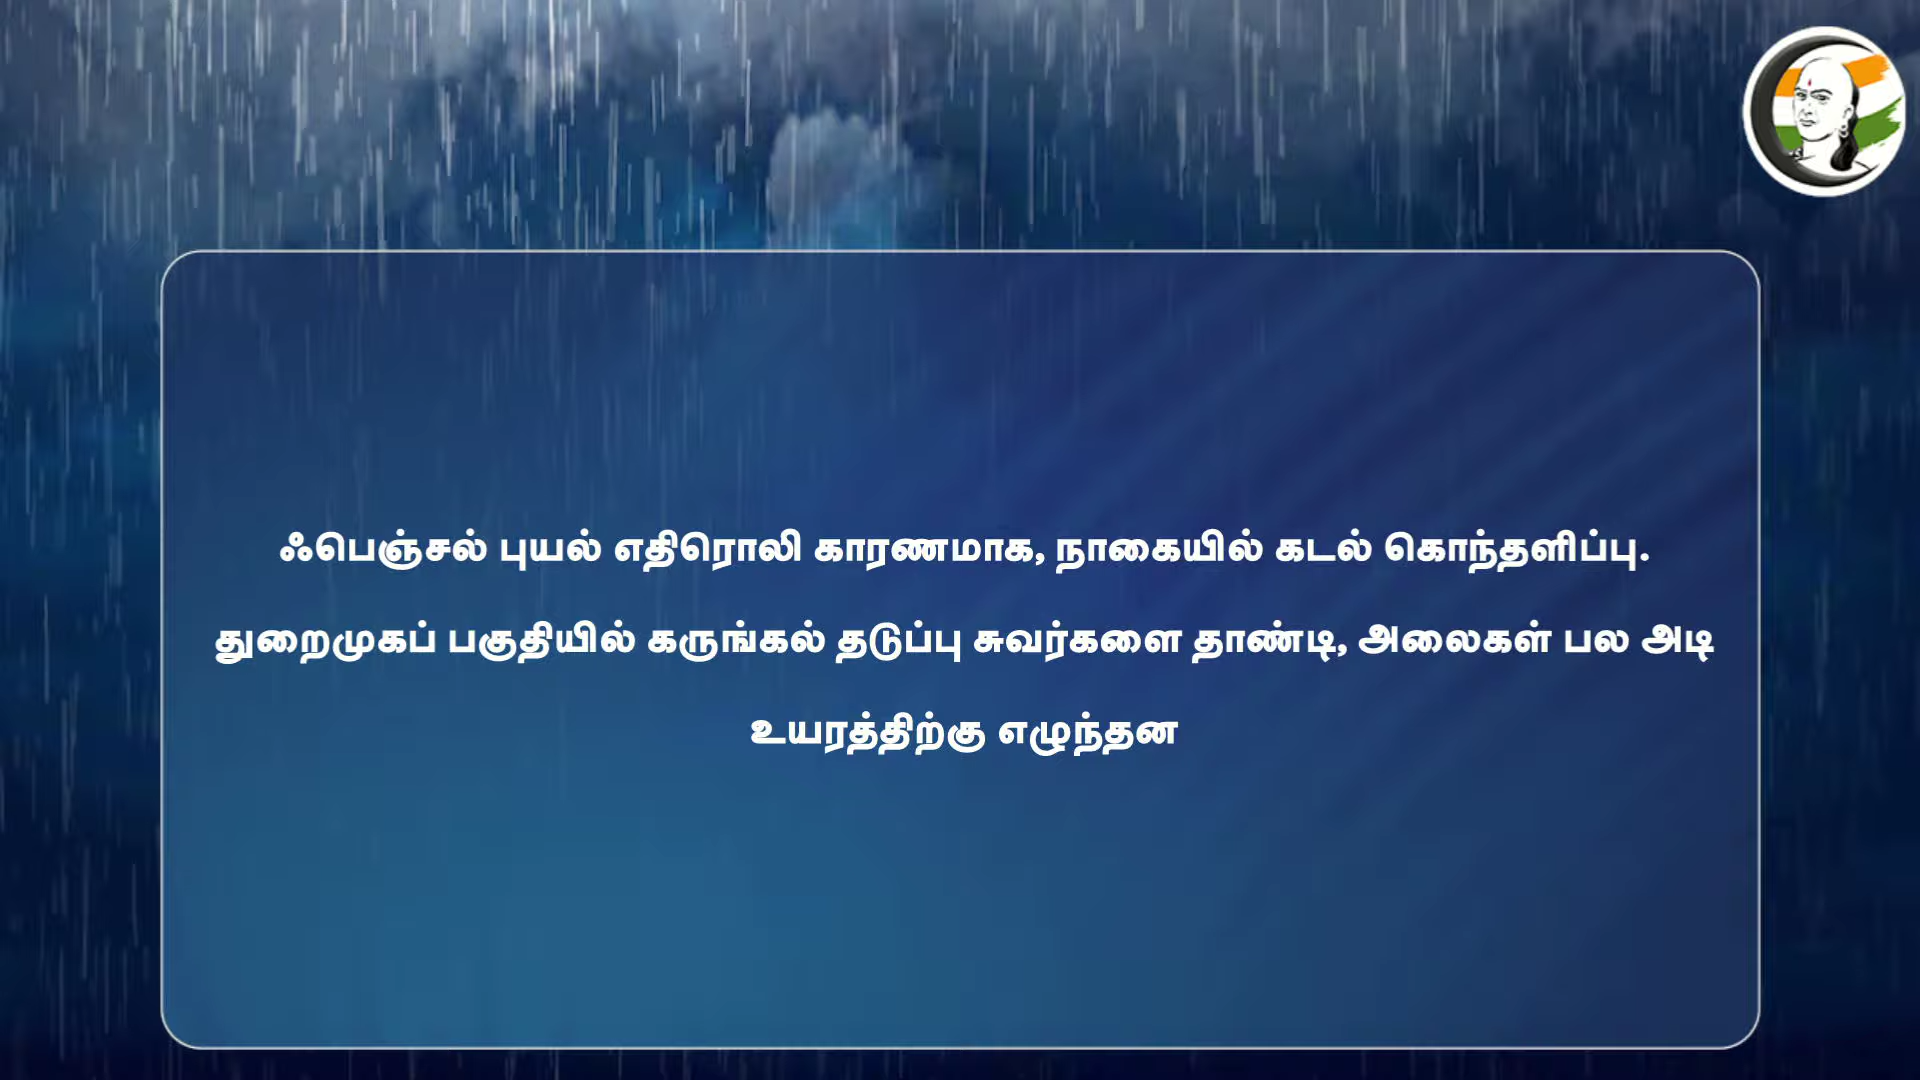 ஃபெஞ்சல் புயல் எதிரொலி காரணமாக, நாகையில் கடல் கொந்தளிப்பு.
துறைமுகப் பகுதியில் கருங்கல் தடுப்பு சுவர்களை தாண்டி, அலைகள் பல அடி
உயரத்திற்கு எழுந்தன